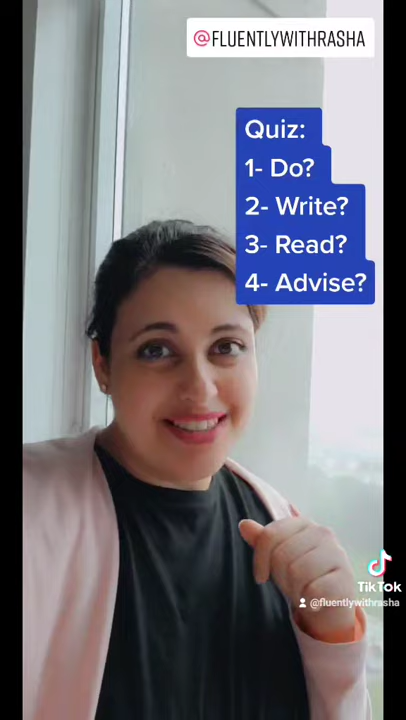 @FLUENTLYWITHRASHA
Quiz:
1- Do?
2- Write?
3- Read?
4- Advise?
TikTok
@fluentlywithrasha